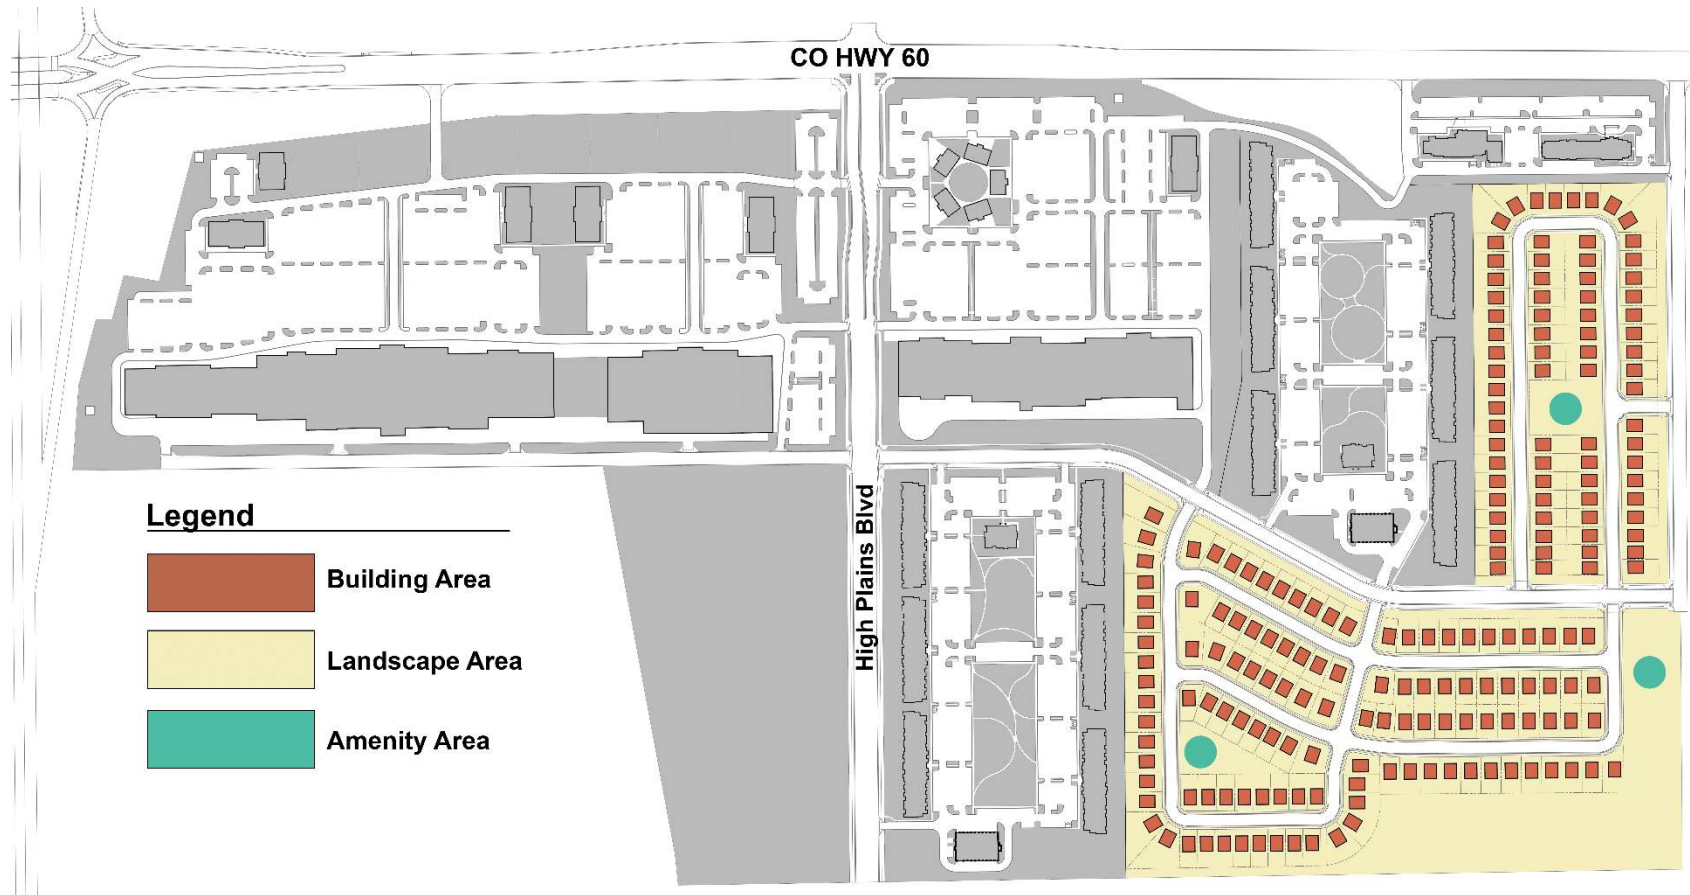 CO HWY 60
High Plains Blvd
Legend
Building Area
Landscape Area
Amenity Area